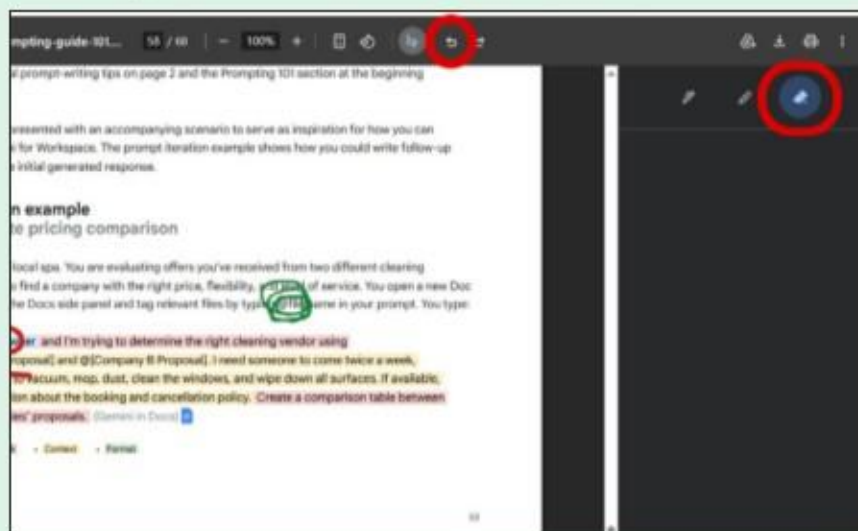 mpting-guide-101... 58 / 68 | − 100% +
al prompt-writing tips on page 2 and the Prompting 101 section at the beginning
presented with an accompanying scenario to serve as inspiration for how you can
for Workspace. The prompt iteration example shows how you could write follow-up
initial generated response.
n example
te pricing comparison
local spa. You are evaluating offers you've received from two different cleaning
find a company with the right price, flexibility, of service. You open a new Doc
he Docs side panel and tag relevant files by name in your prompt. You type:
er and I'm trying to determine the right cleaning vendor using
roposal] and @[Company B Proposal]. I need someone to come twice a week,
to vacuum, mop, dust, clean the windows, and wipe down all surfaces. If available,
ion about the booking and cancellation policy. Create a comparison table between
proposals. (Gemini in Docs)
• Context • Format